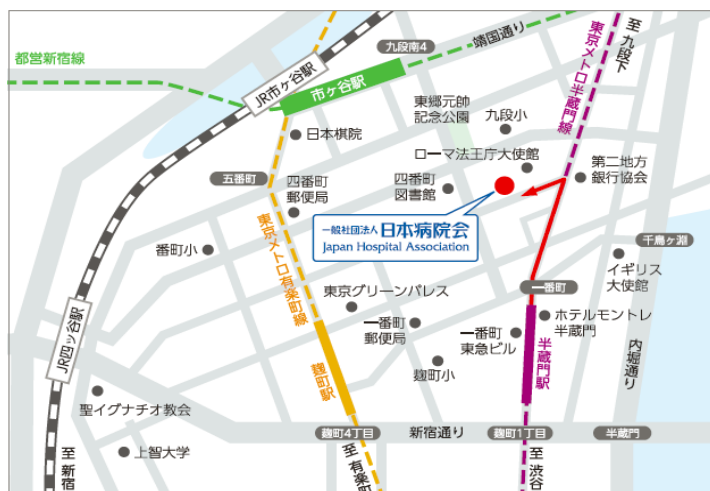 都営新宿線
JR市ヶ谷駅
九段南4
靖国通り
至 九段下
東京メトロ半蔵門線
市ヶ谷駅
東郷元帥
記念公園
九段小
日本棋院
ローマ法王庁大使館
第二地方
銀行協会
五番町
四番町
郵便局
四番町
図書館
一般社団法人 日本病院会
Japan Hospital Association
千鳥ヶ淵
番町小
東京メトロ有楽町線
イギリス
大使館
一番町
東京グリーンパレス
ホテルモントレ
半蔵門
一番町
郵便局
一番町
東急ビル
JR四ッ谷駅
麹町駅
半蔵門駅
内堀通り
麹町小
聖イグナチオ教会
麹町4丁目
新宿通り
麹町1丁目
半蔵門
上智大学
至 新宿
至 有楽町
至 渋谷